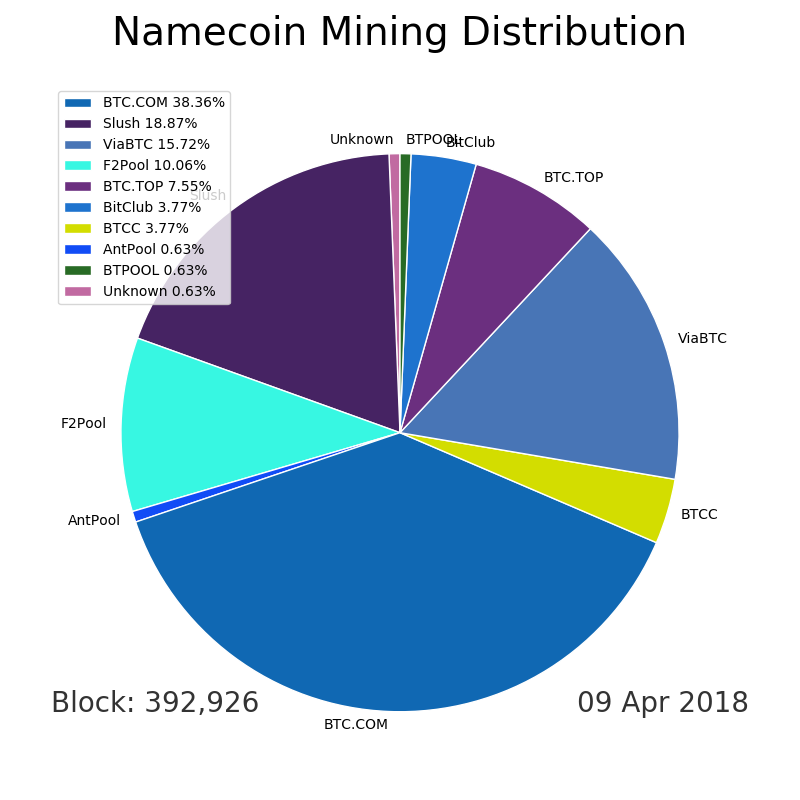 Namecoin Mining Distribution
BTC.COM 38.36%
Slush 18.87%
ViaBTC 15.72%
F2Pool 10.06%
BTC.TOP 7.55%
BitClub 3.77%
BTCC 3.77%
AntPool 0.63%
BTPOOL 0.63%
Unknown 0.63%
Unknown
BTPOOL
BitClub
BTC.TOP
Slush
ViaBTC
F2Pool
BTCC
AntPool
BTC.COM
Block: 392,926
09 Apr 2018